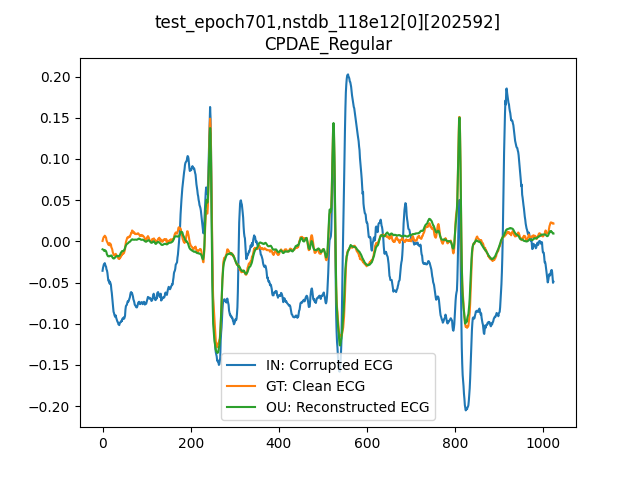 test_epoch701,nstdb_118e12[0][202592]
CPDAE_Regular
0.20
0.15
0.10
0.05
0.00
−0.05
−0.10
−0.15
−0.20
IN: Corrupted ECG
GT: Clean ECG
OU: Reconstructed ECG
0 200 400 600 800 1000